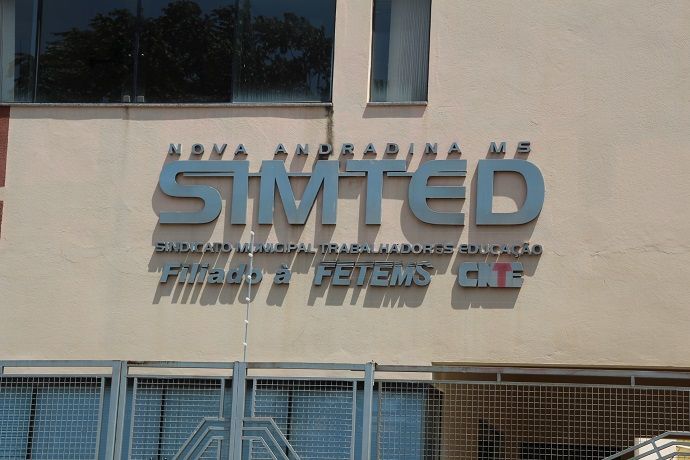 NOVA ANDRADINA MS
SIMTED
SINDICATO MUNICIPAL TRABALHADORES EDUCAÇÃO
Filiado à FETEMS CNTE